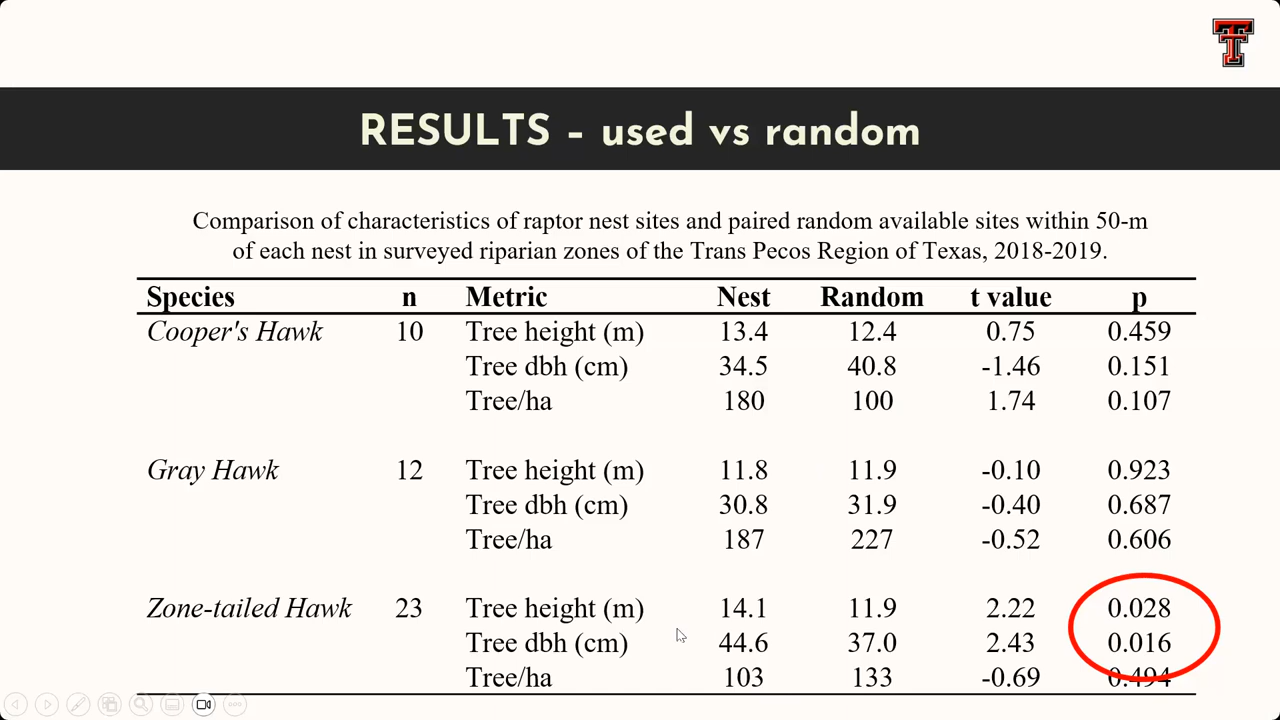 RESULTS – used vs random
Comparison of characteristics of raptor nest sites and paired random available sites within 50-m
of each nest in surveyed riparian zones of the Trans Pecos Region of Texas, 2018-2019.
Species n Metric Nest Random t value p
Cooper's Hawk 10 Tree height (m) 13.4 12.4 0.75 0.459
Tree dbh (cm) 34.5 40.8 -1.46 0.151
Tree/ha 180 100 1.74 0.107
Gray Hawk 12 Tree height (m) 11.8 11.9 -0.10 0.923
Tree dbh (cm) 30.8 31.9 -0.40 0.687
Tree/ha 187 227 -0.52 0.606
Zone-tailed Hawk 23 Tree height (m) 14.1 11.9 2.22 0.028
Tree dbh (cm) 44.6 37.0 2.43 0.016
Tree/ha 103 133 -0.69 0.494